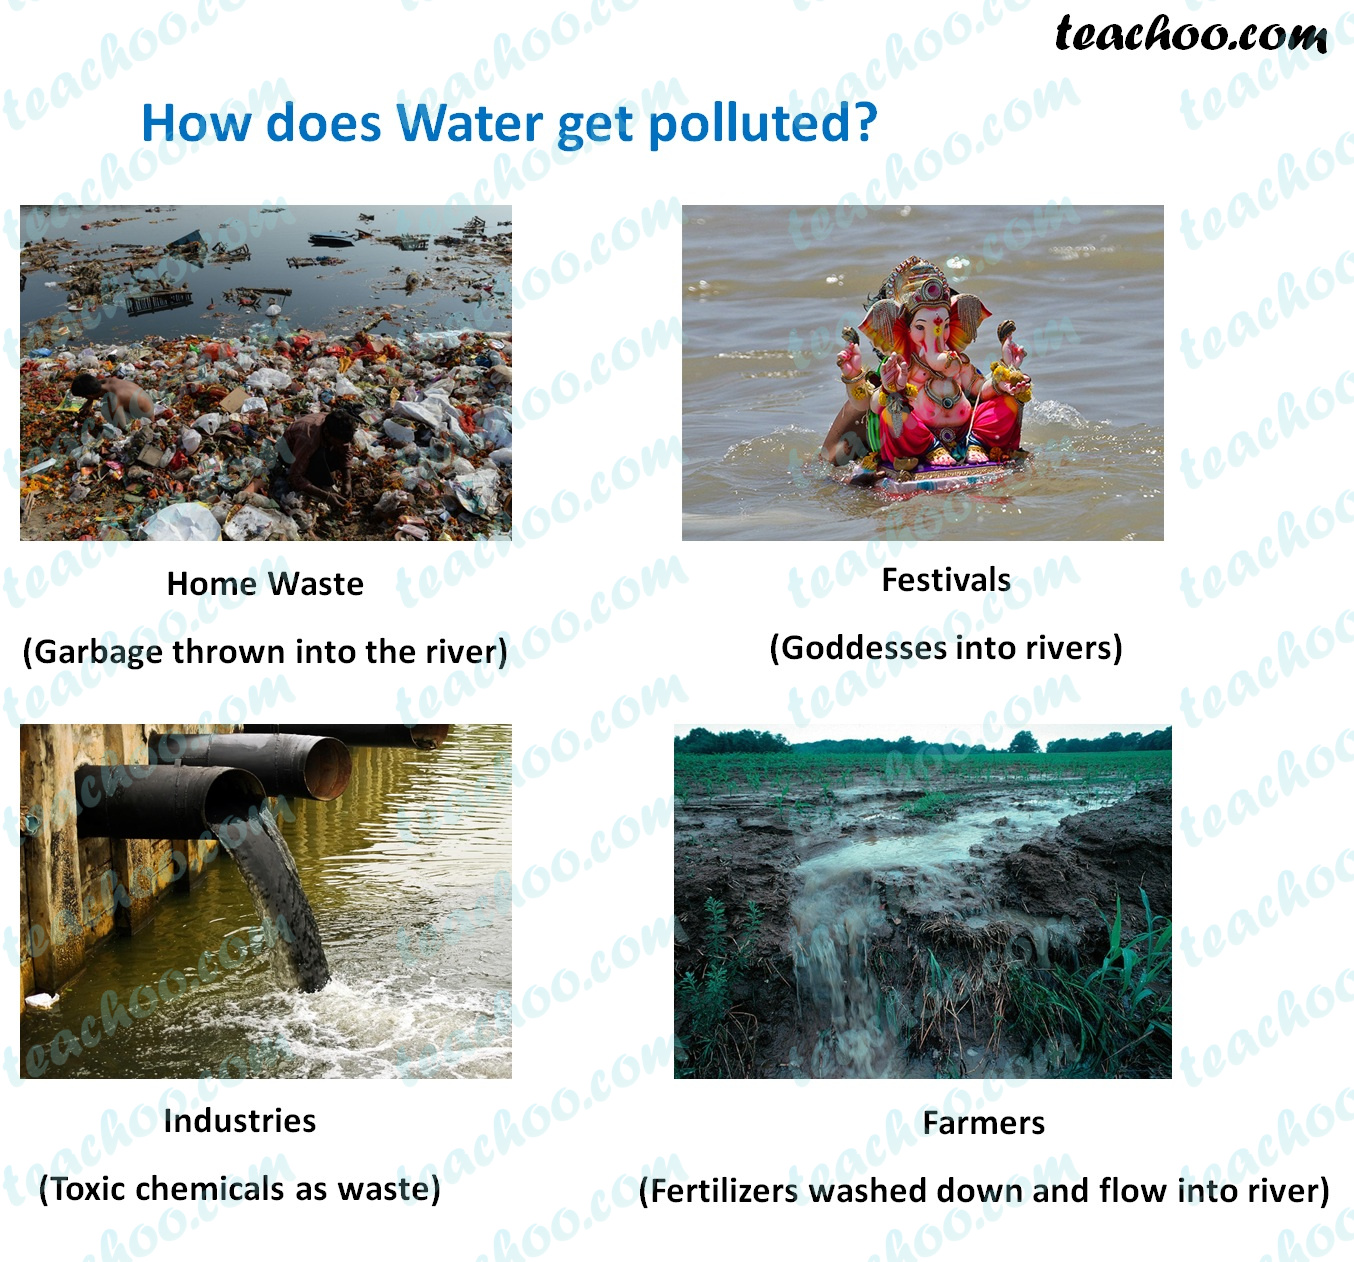 teachoo.com
How does Water get polluted?
Home Waste
(Garbage thrown into the river)
Festivals
(Goddesses into rivers)
Industries
(Toxic chemicals as waste)
Farmers
(Fertilizers washed down and flow into river)